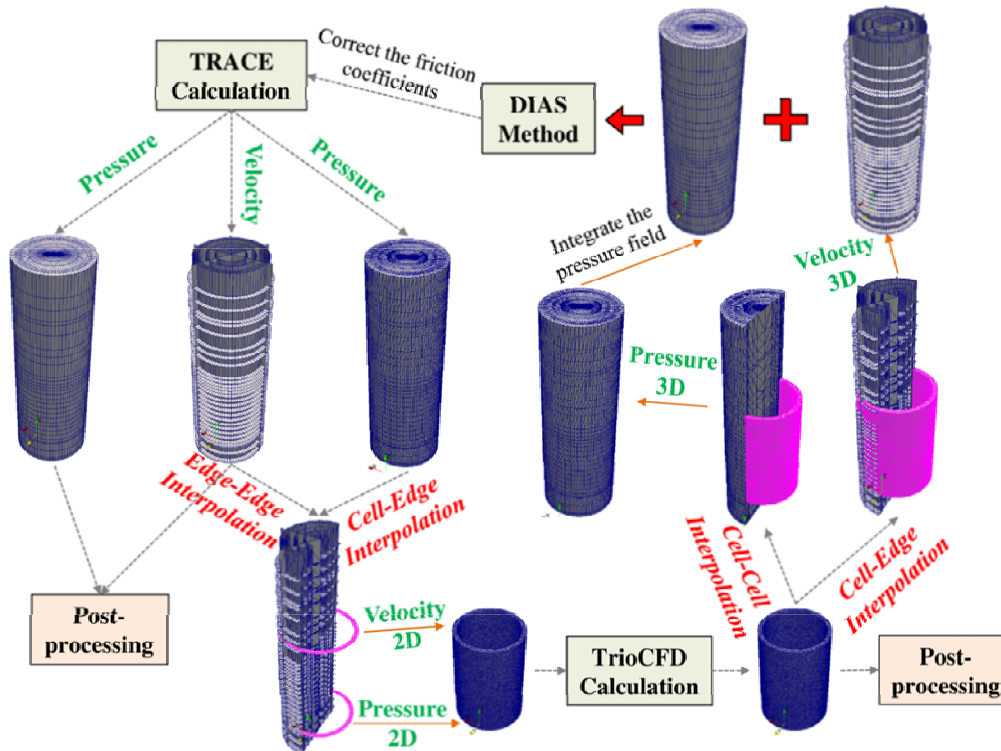 TRACE
Calculation
Correct the friction
coefficients
DIAS
Method
Pressure
Velocity
Pressure
Integrate the
pressure field
Velocity
3D
Pressure
3D
Edge-Edge
Interpolation
Cell-Edge
Interpolation
Cell-Cell
Interpolation
Cell-Edge
Interpolation
Post-
processing
Velocity
2D
Pressure
2D
TrioCFD
Calculation
Post-
processing